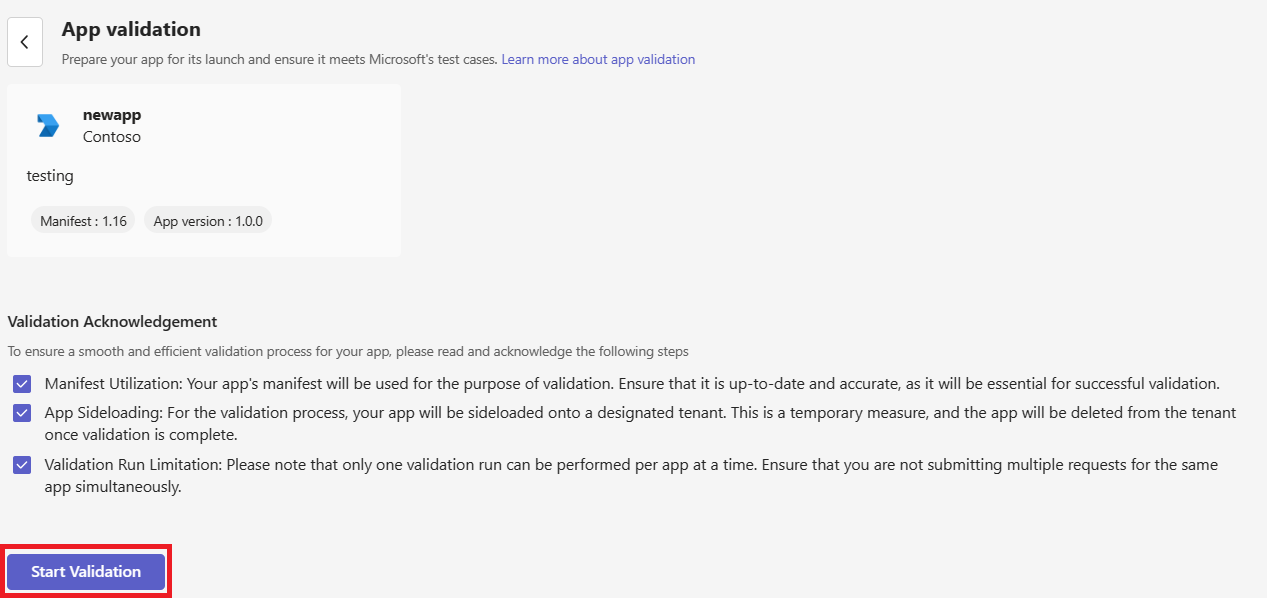 App validation
Prepare your app for its launch and ensure it meets Microsoft's test cases. Learn more about app validation
newapp
Contoso
testing
Manifest : 1.16 App version : 1.0.0
Validation Acknowledgement
To ensure a smooth and efficient validation process for your app, please read and acknowledge the following steps
Manifest Utilization: Your app's manifest will be used for the purpose of validation. Ensure that it is up-to-date and accurate, as it will be essential for successful validation.
App Sideloading: For the validation process, your app will be sideloaded onto a designated tenant. This is a temporary measure, and the app will be deleted from the tenant
once validation is complete.
Validation Run Limitation: Please note that only one validation run can be performed per app at a time. Ensure that you are not submitting multiple requests for the same
app simultaneously.
Start Validation